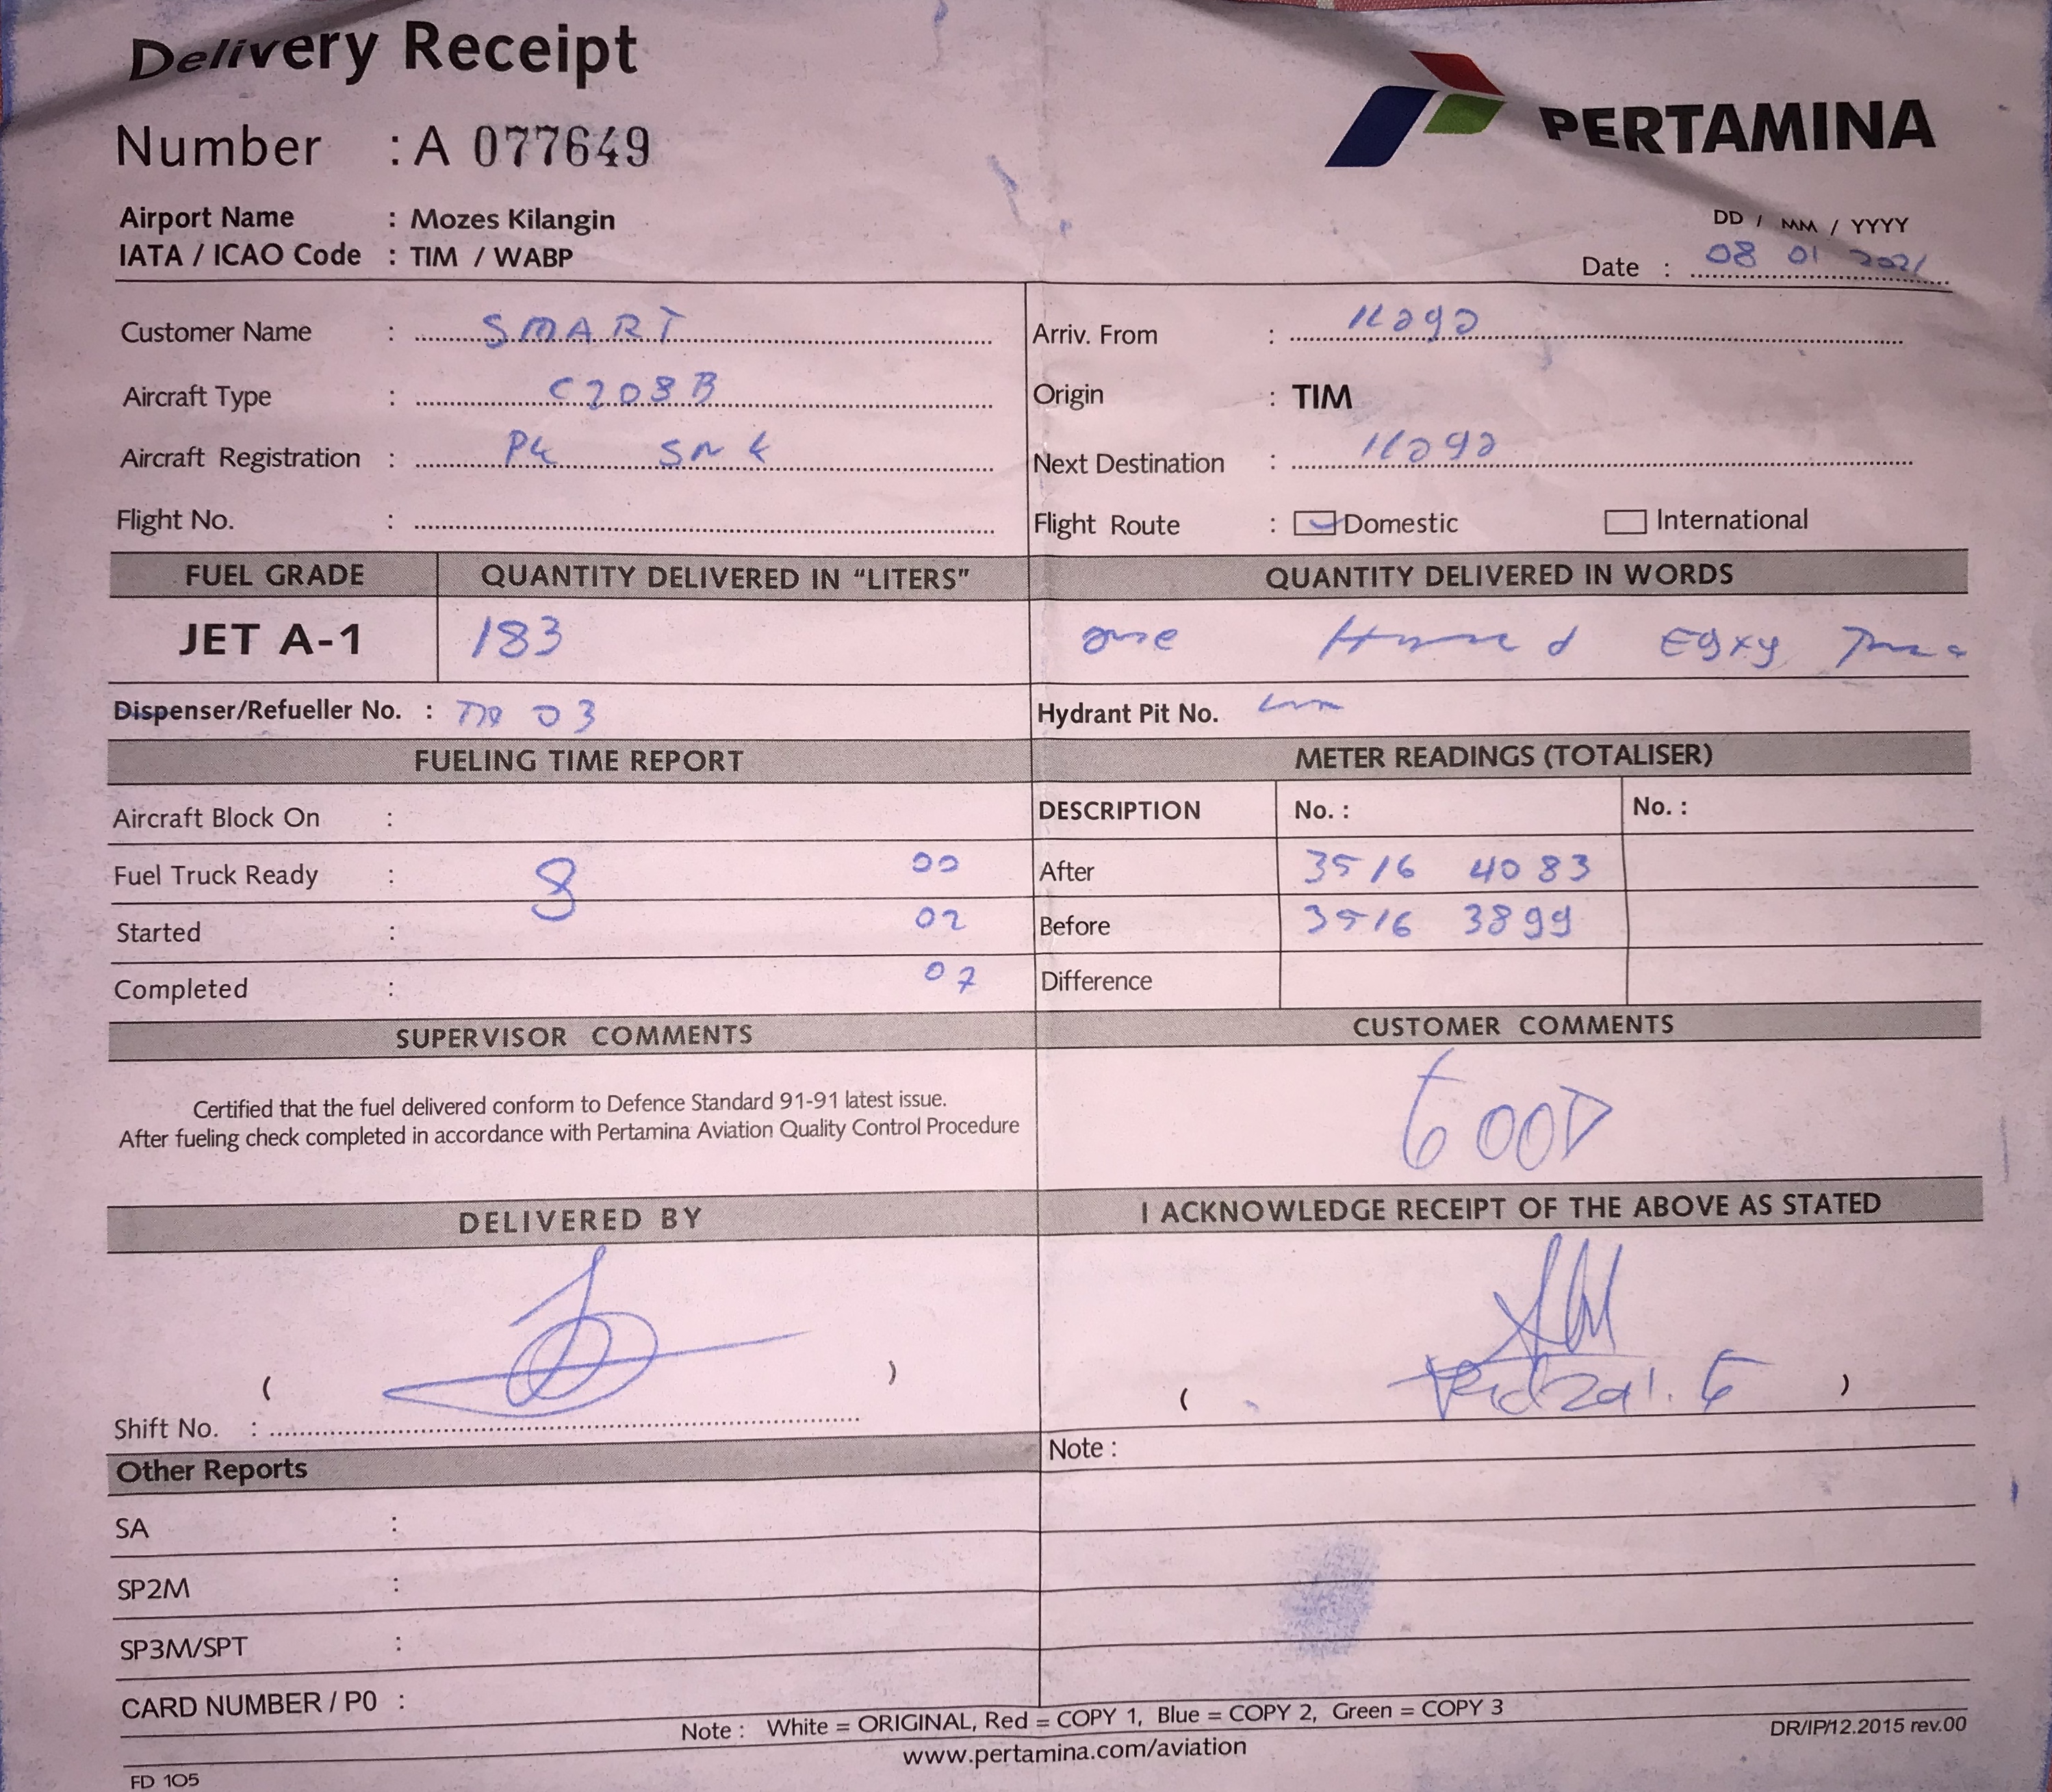 Delivery Receipt
PERTAMINA
Number : A 077649
Airport Name : Mozes Kilangin
IATA / ICAO Code : TIM / WABP
DD / MM / YYYY
Date : 08 01 2021
Customer Name : SMART
Arriv. From :
Aircraft Type : C208B
Origin : TIM
Aircraft Registration : PK SN
Next Destination :
Flight No. :
Flight Route : Domestic International
FUEL GRADE QUANTITY DELIVERED IN “LITERS” QUANTITY DELIVERED IN WORDS
JET A-1 183 one
Dispenser/Refueller No. : 03
Hydrant Pit No.
FUELING TIME REPORT METER READINGS (TOTALISER)
Aircraft Block On :
DESCRIPTION No. : No. :
Fuel Truck Ready : 8 00
After 3516 4083
Started : 02
Before 3516 3899
Completed : 07
Difference
SUPERVISOR COMMENTS CUSTOMER COMMENTS
Certified that the fuel delivered conform to Defence Standard 91-91 latest issue.
After fueling check completed in accordance with Pertamina Aviation Quality Control Procedure
GOOD
DELIVERED BY I ACKNOWLEDGE RECEIPT OF THE ABOVE AS STATED
( )
( )
Shift No. :
Note :
Other Reports
SA :
SP2M :
SP3M/SPT :
CARD NUMBER / P0 :
Note : White = ORIGINAL, Red = COPY 1, Blue = COPY 2, Green = COPY 3
www.pertamina.com/aviation
DR/IP/12.2015 rev.00
FD 105